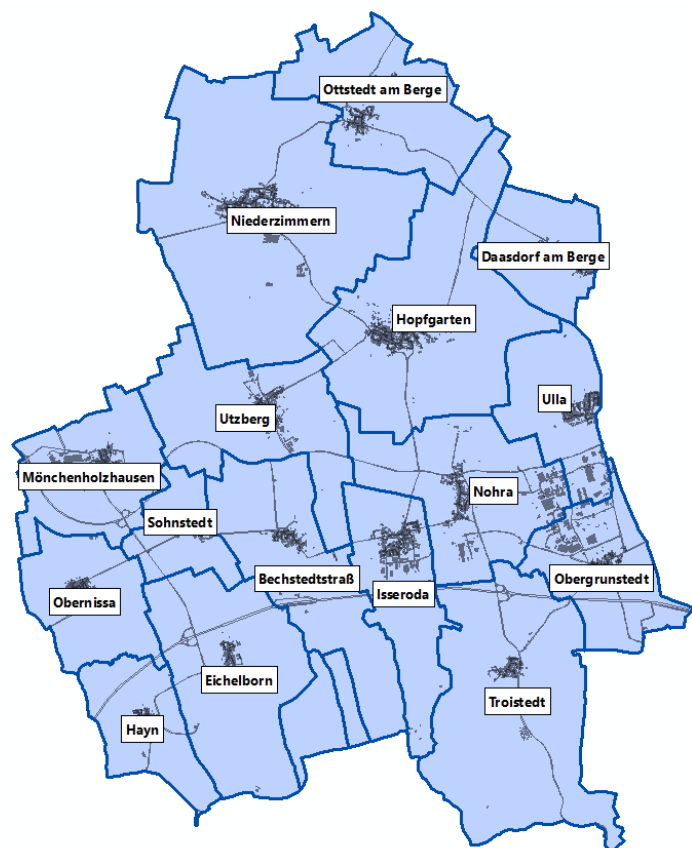 Ottstedt am Berge
Niederzimmern
Daasdorf am Berge
Hopfgarten
Ulla
Utzberg
Mönchenholzhausen
Nohra
Sohnstedt
Bechstedtstraß
Obergrunstedt
Isseroda
Obernissa
Eichelborn
Troistedt
Hayn